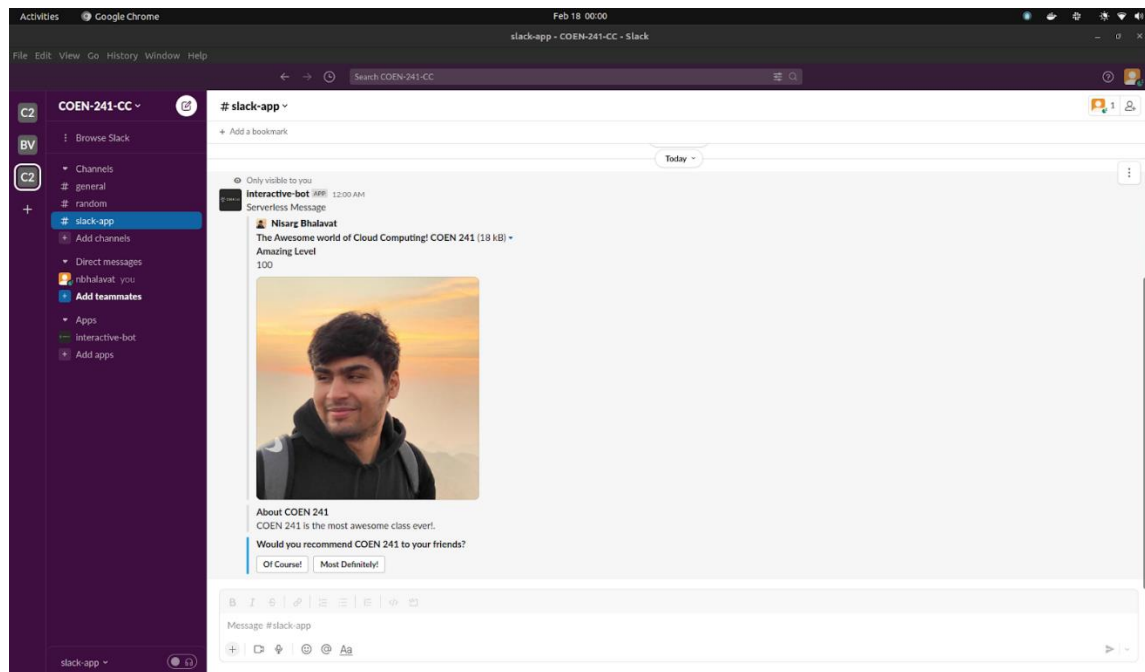 Activities Google Chrome Feb 18 00:00
slack-app - COEN-241-CC - Slack
File Edit View Go History Window Help
Search COEN-241-CC
C2
BV
C2
COEN-241-CC
Browse Slack
Channels
# general
# random
# slack-app
+ Add channels
Direct messages
nbhalavat you
+ Add teammates
Apps
interactive-bot
+ Add apps
slack-app
# slack-app
1
+ Add a bookmark
Today
Only visible to you
interactive-bot APP 12:00 AM
Serverless Message
Nisarg Bhalavat
The Awesome world of Cloud Computing! COEN 241 (18 kB)
Amazing Level
100
About COEN 241
COEN 241 is the most awesome class ever!.
Would you recommend COEN 241 to your friends?
Of Course! Most Definitely!
B I S
Message #slack-app
+ @ Aa